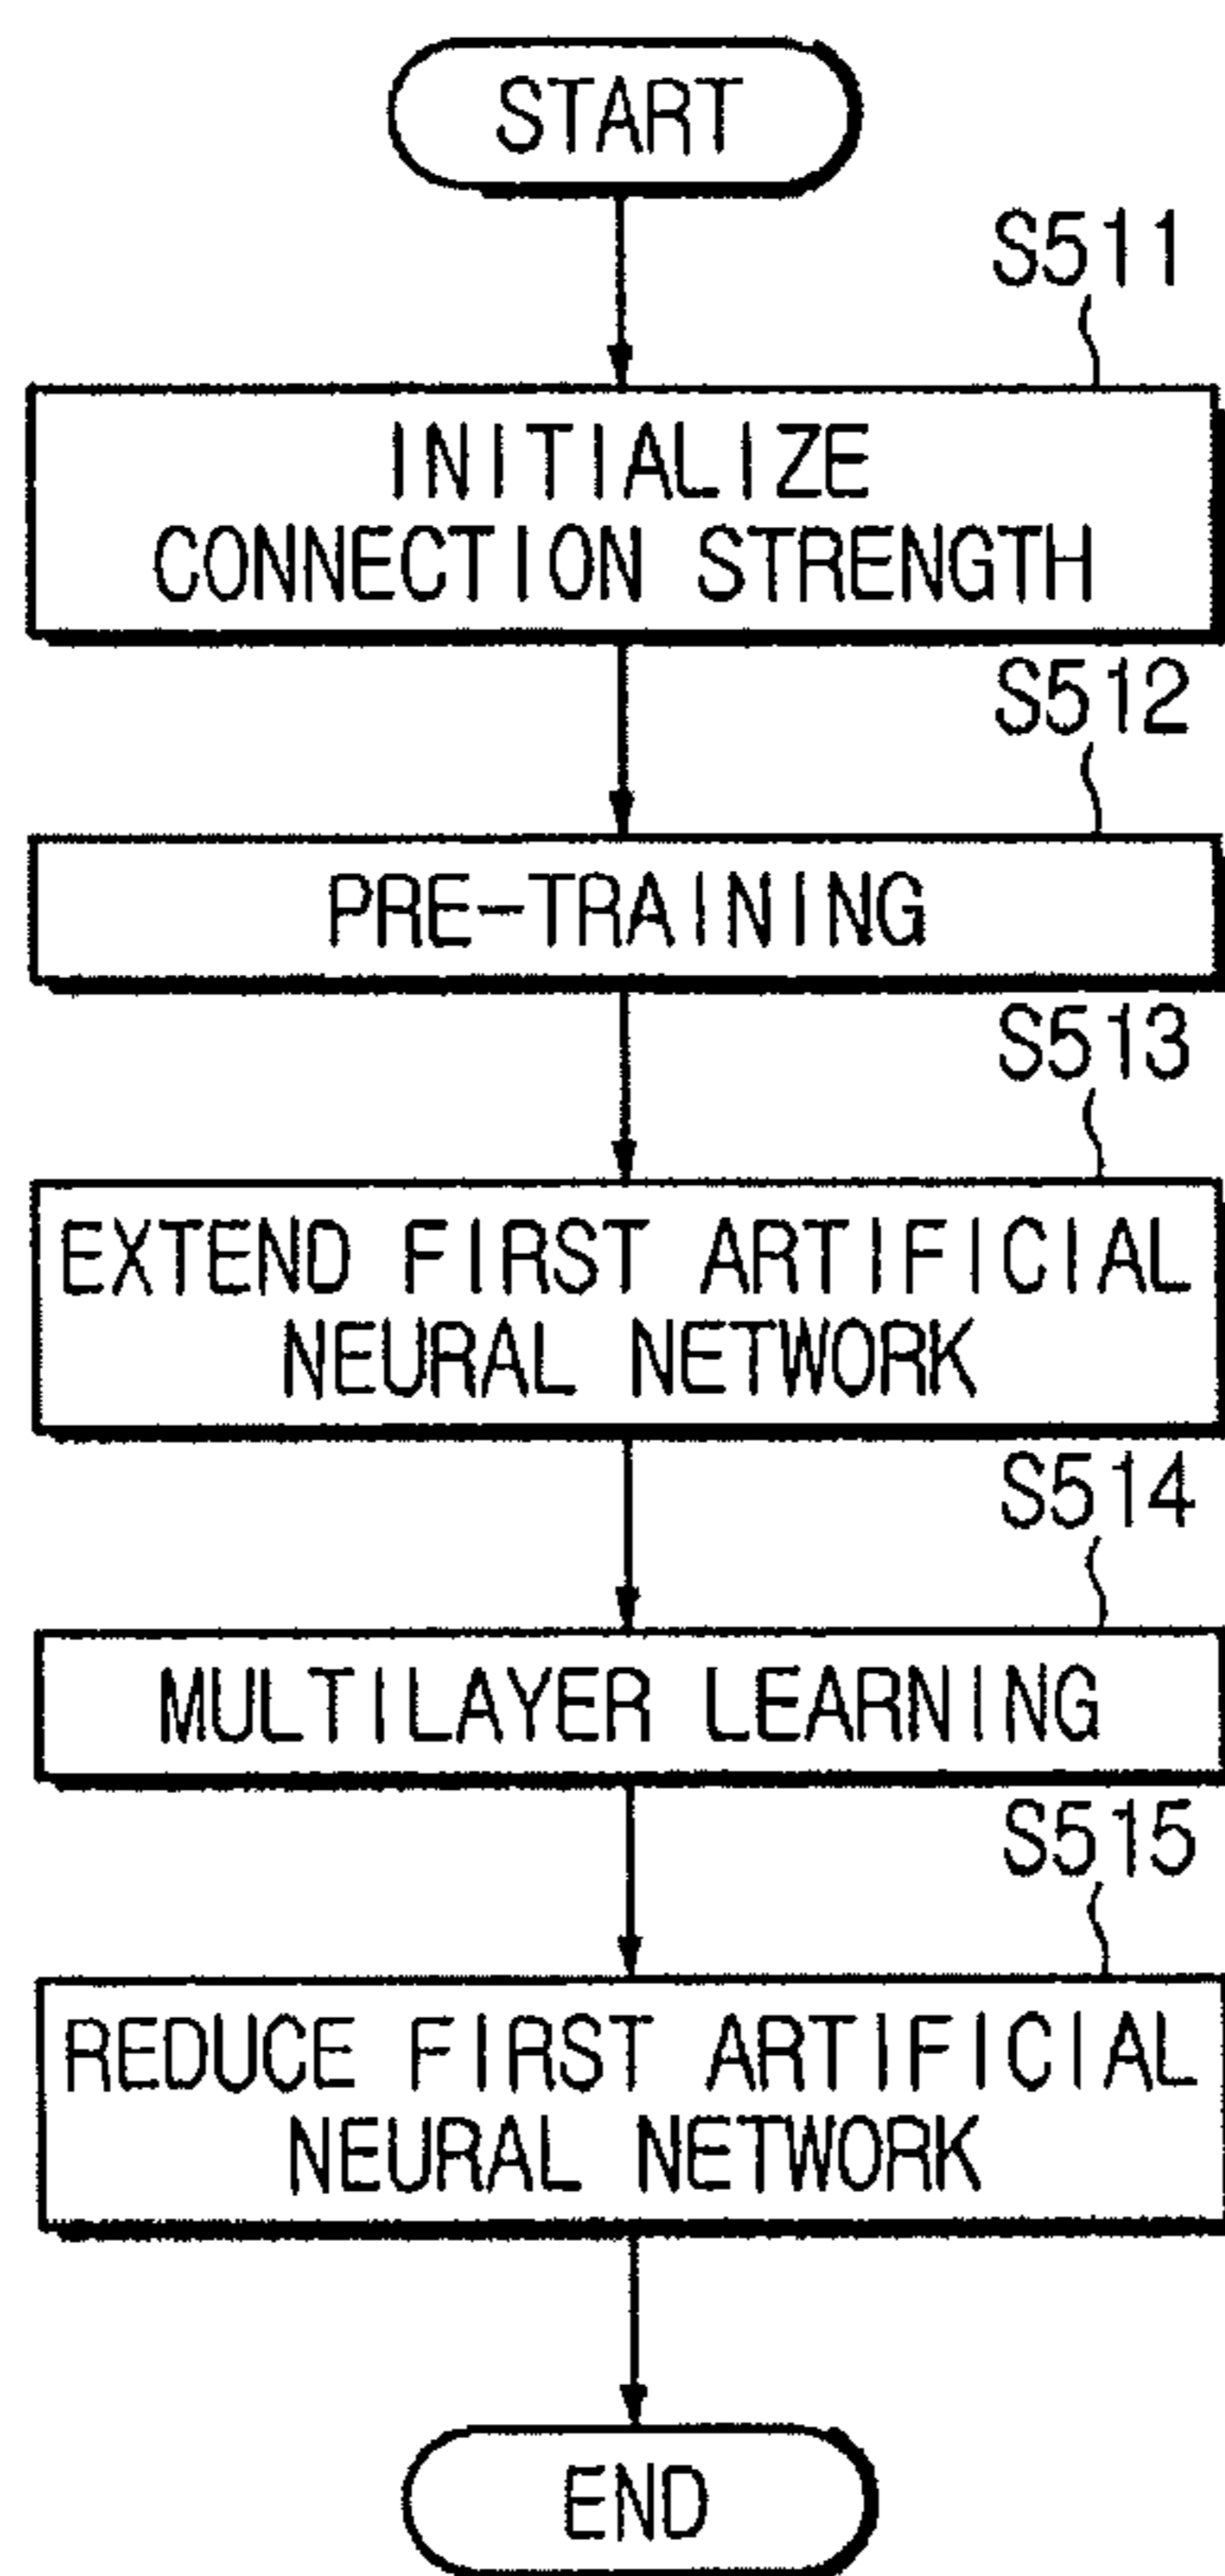 START
S511
INITIALIZE
CONNECTION STRENGTH
S512
PRE-TRAINING
S513
EXTEND FIRST ARTIFICIAL
NEURAL NETWORK
S514
MULTILAYER LEARNING
S515
REDUCE FIRST ARTIFICIAL
NEURAL NETWORK
END